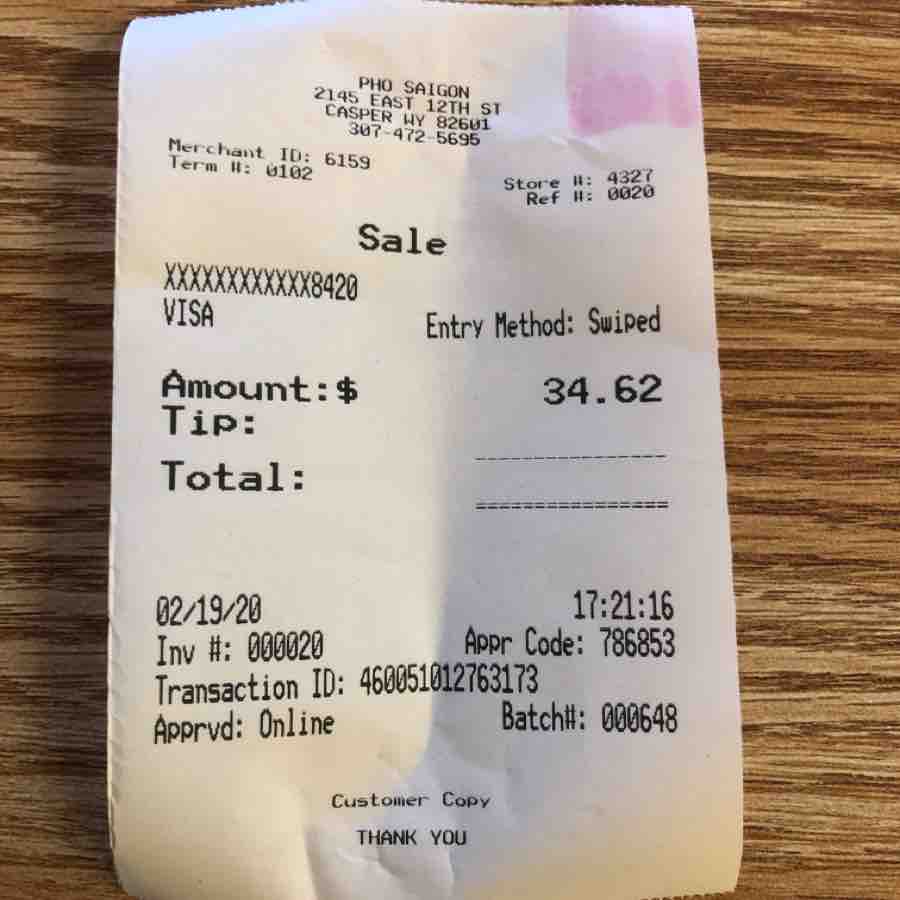 PHO SAIGON
2145 EAST 12TH ST
CASPER WY 82601
307-472-5695
Merchant ID: 6159
Term #: 0102
Store #: 4327
Ref #: 0020
Sale
XXXXXXXXXXXX8420
VISA
Entry Method: Swiped
Amount:$ 34.62
Tip:
Total:
02/19/20 17:21:16
Inv #: 000020 Appr Code: 786853
Transaction ID: 460051012763173
Apprvd: Online Batch#: 000648
Customer Copy
THANK YOU